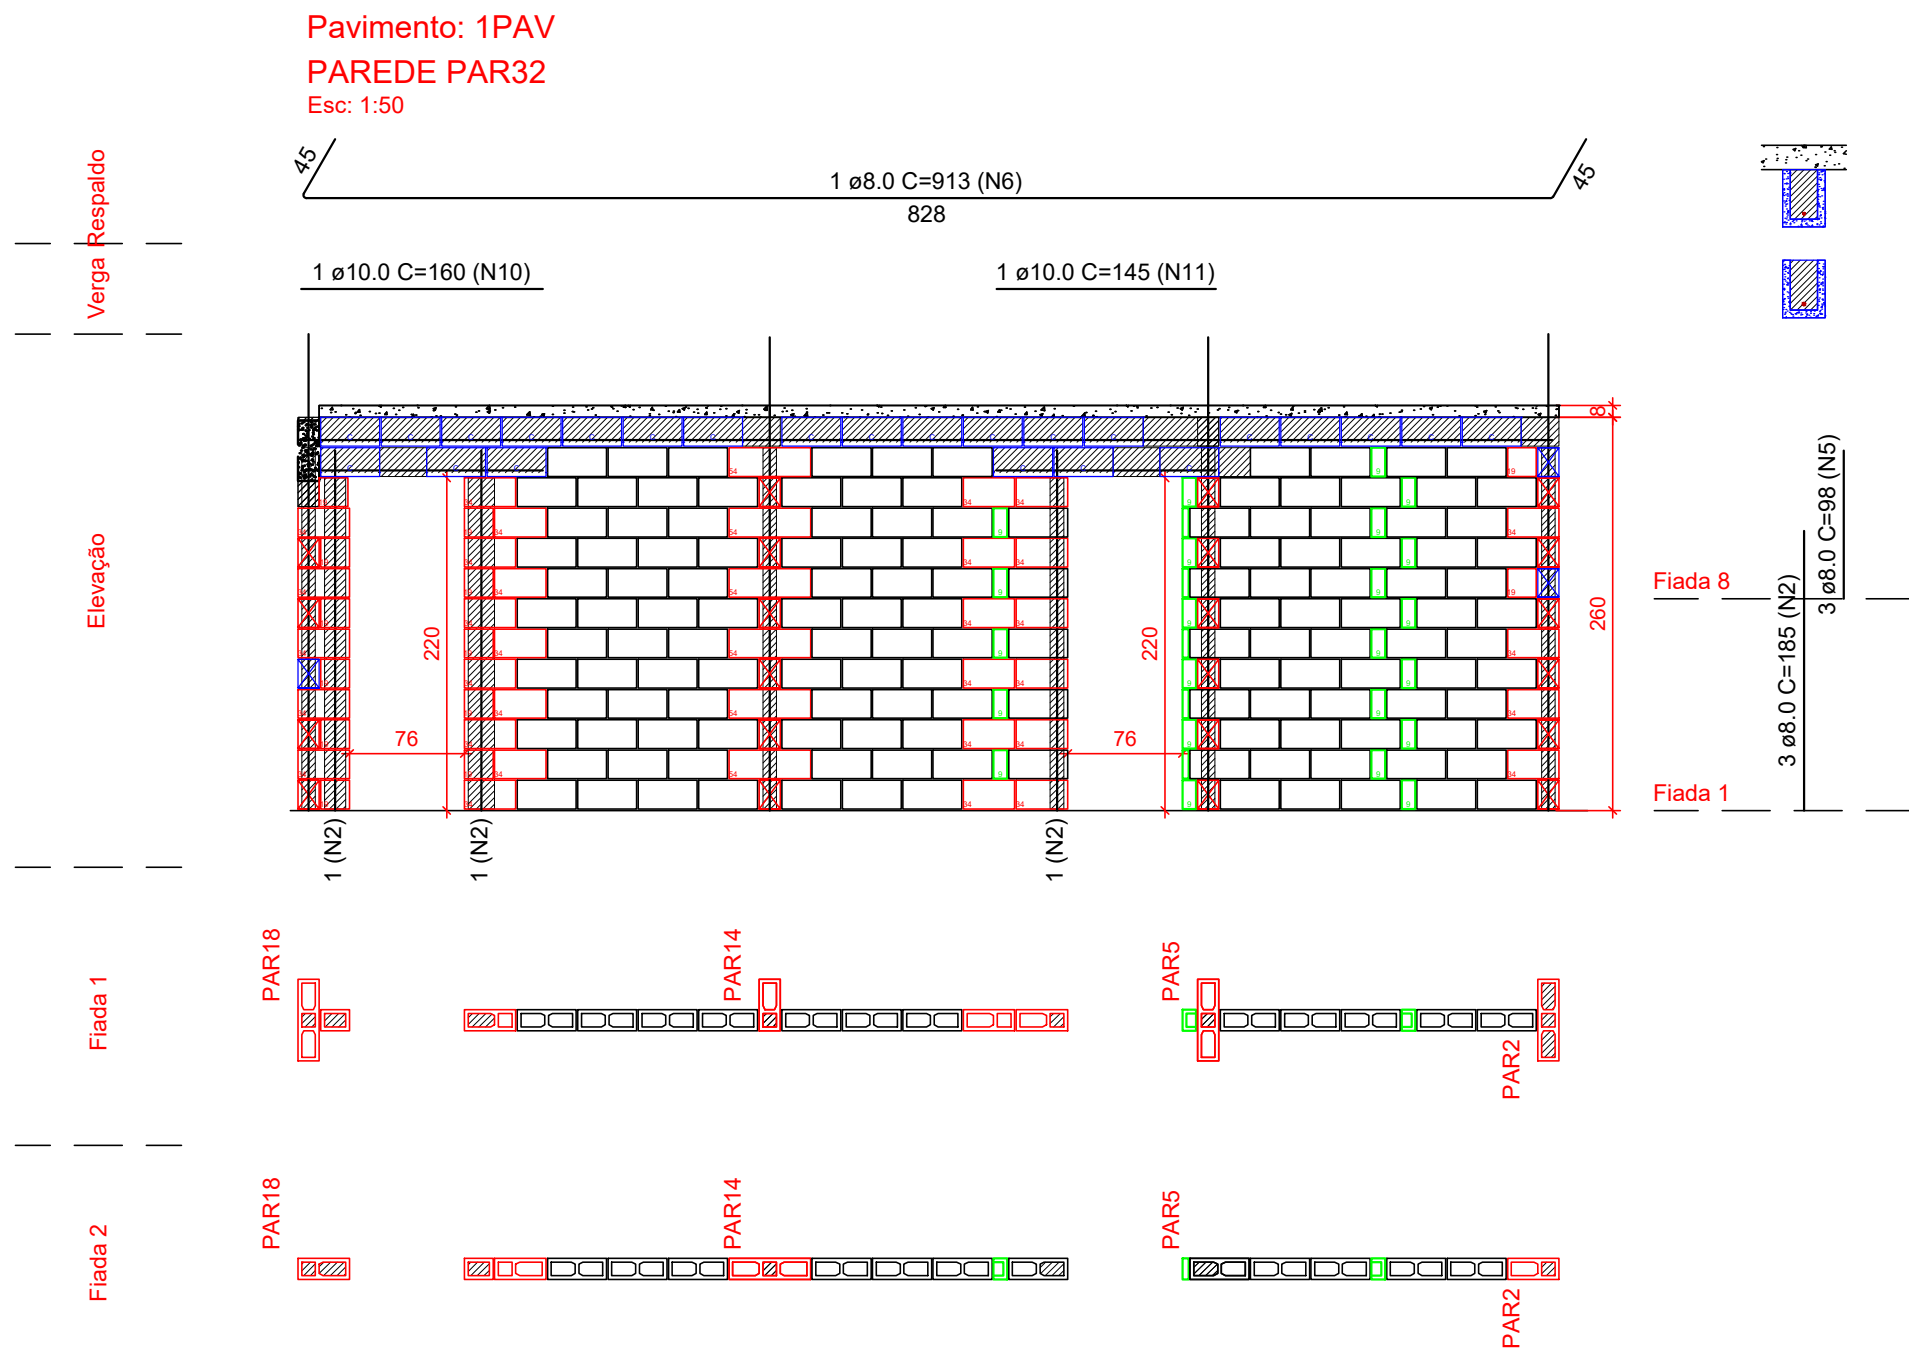 Pavimento: 1PAV
PAREDE PAR32
Esc: 1:50
Respaldo
45
1 ø8.0 C=913 (N6)
828
45
Verga
1 ø10.0 C=160 (N10)
1 ø10.0 C=145 (N11)
Elevação
8
260
220
220
76
76
Fiada 8
Fiada 1
3 ø8.0 C=185 (N2)
3 ø8.0 C=98 (N5)
1 (N2)
1 (N2)
1 (N2)
Fiada 1
PAR18
PAR14
PAR5
PAR2
Fiada 2
PAR18
PAR14
PAR5
PAR2